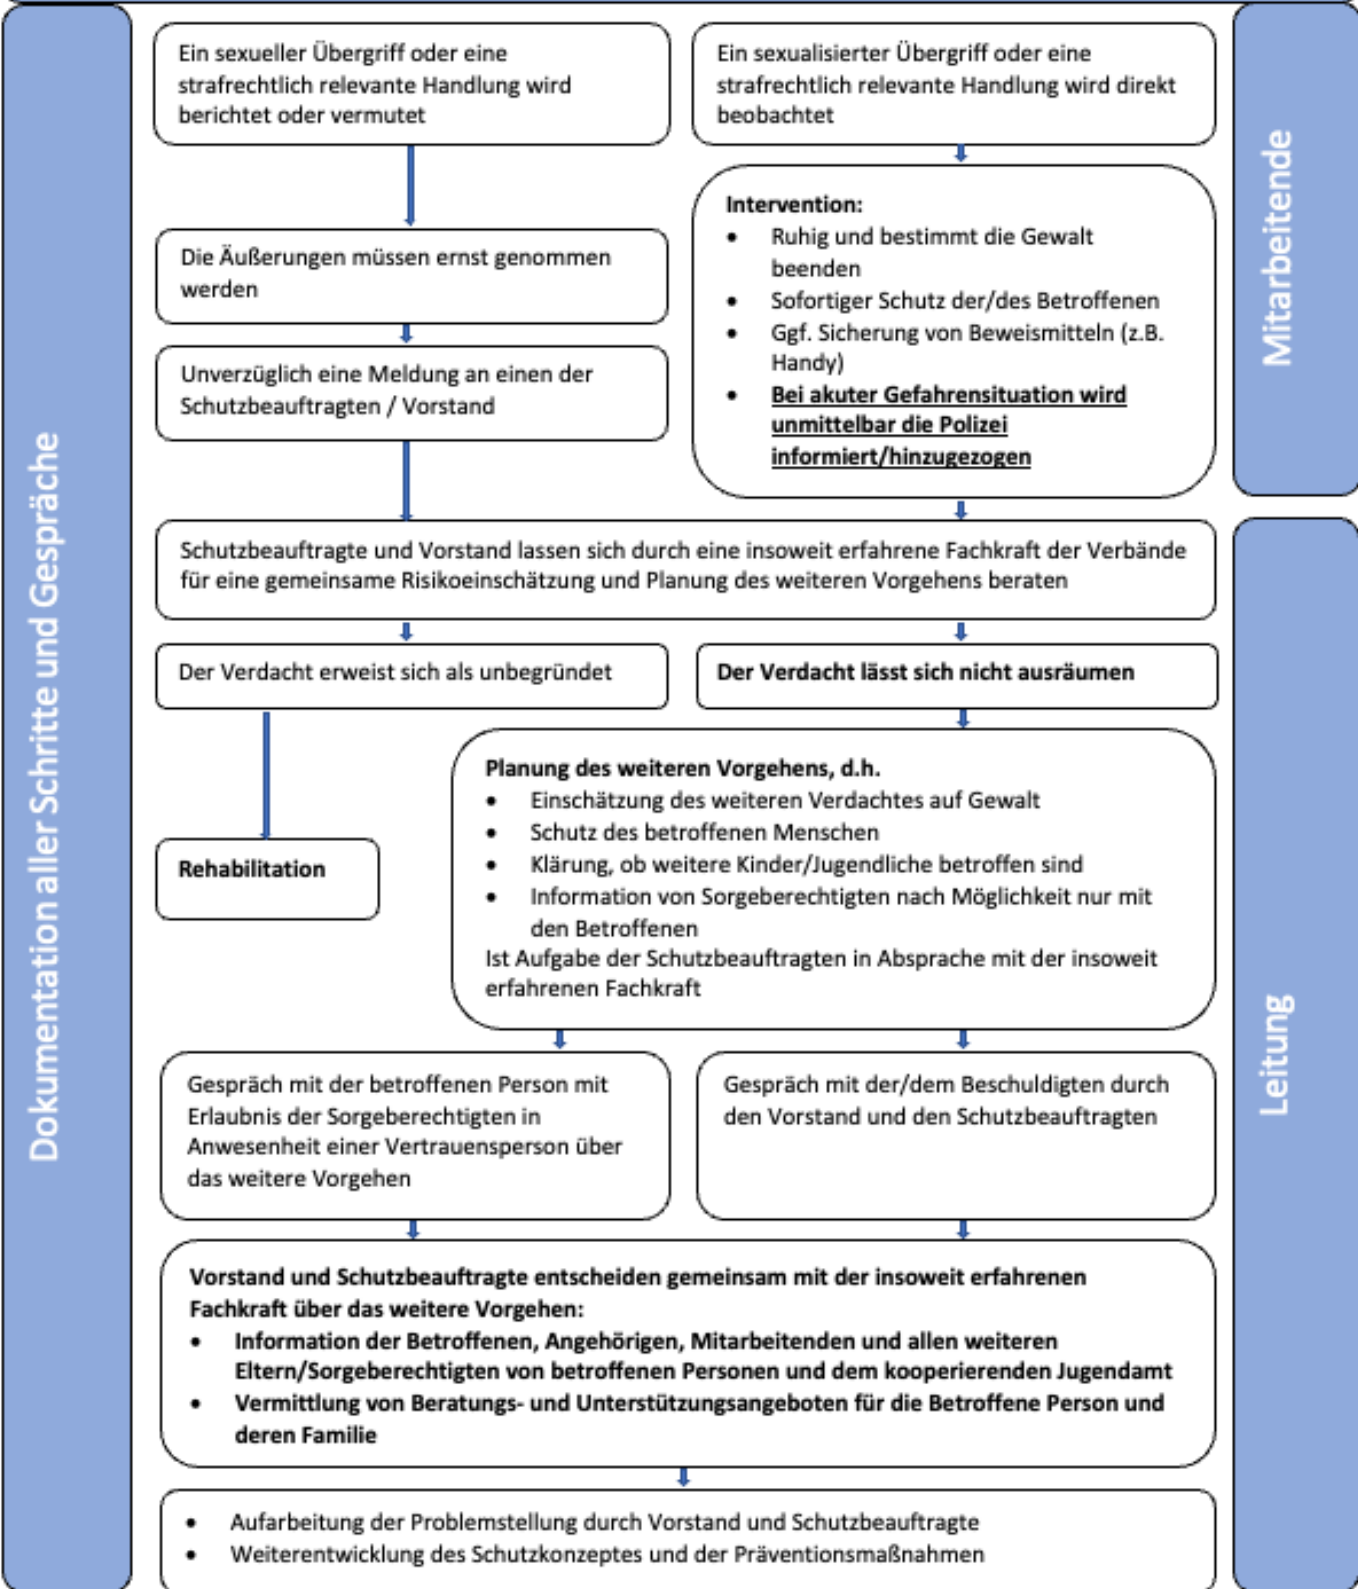 Dokumentation aller Schritte und Gespräche
Ein sexueller Übergriff oder eine
strafrechtlich relevante Handlung wird
berichtet oder vermutet
Ein sexualisierter Übergriff oder eine
strafrechtlich relevante Handlung wird direkt
beobachtet
Mitarbeitende
Die Äußerungen müssen ernst genommen
werden
Unverzüglich eine Meldung an einen der
Schutzbeauftragten / Vorstand
Intervention:
• Ruhig und bestimmt die Gewalt
beenden
• Sofortiger Schutz der/des Betroffenen
• Ggf. Sicherung von Beweismitteln (z.B.
Handy)
• Bei akuter Gefahrensituation wird
unmittelbar die Polizei
informiert/hinzugezogen
Leitung
Schutzbeauftragte und Vorstand lassen sich durch eine insoweit erfahrene Fachkraft der Verbände
für eine gemeinsame Risikoeinschätzung und Planung des weiteren Vorgehens beraten
Der Verdacht erweist sich als unbegründet
Der Verdacht lässt sich nicht ausräumen
Rehabilitation
Planung des weiteren Vorgehens, d.h.
• Einschätzung des weiteren Verdachtes auf Gewalt
• Schutz des betroffenen Menschen
• Klärung, ob weitere Kinder/Jugendliche betroffen sind
• Information von Sorgeberechtigten nach Möglichkeit nur mit
den Betroffenen
Ist Aufgabe der Schutzbeauftragten in Absprache mit der insoweit
erfahrenen Fachkraft
Gespräch mit der betroffenen Person mit
Erlaubnis der Sorgeberechtigten in
Anwesenheit einer Vertrauensperson über
das weitere Vorgehen
Gespräch mit der/dem Beschuldigten durch
den Vorstand und den Schutzbeauftragten
Vorstand und Schutzbeauftragte entscheiden gemeinsam mit der insoweit erfahrenen
Fachkraft über das weitere Vorgehen:
• Information der Betroffenen, Angehörigen, Mitarbeitenden und allen weiteren
Eltern/Sorgeberechtigten von betroffenen Personen und dem kooperierenden Jugendamt
• Vermittlung von Beratungs- und Unterstützungsangeboten für die Betroffene Person und
deren Familie
• Aufarbeitung der Problemstellung durch Vorstand und Schutzbeauftragte
• Weiterentwicklung des Schutzkonzeptes und der Präventionsmaßnahmen